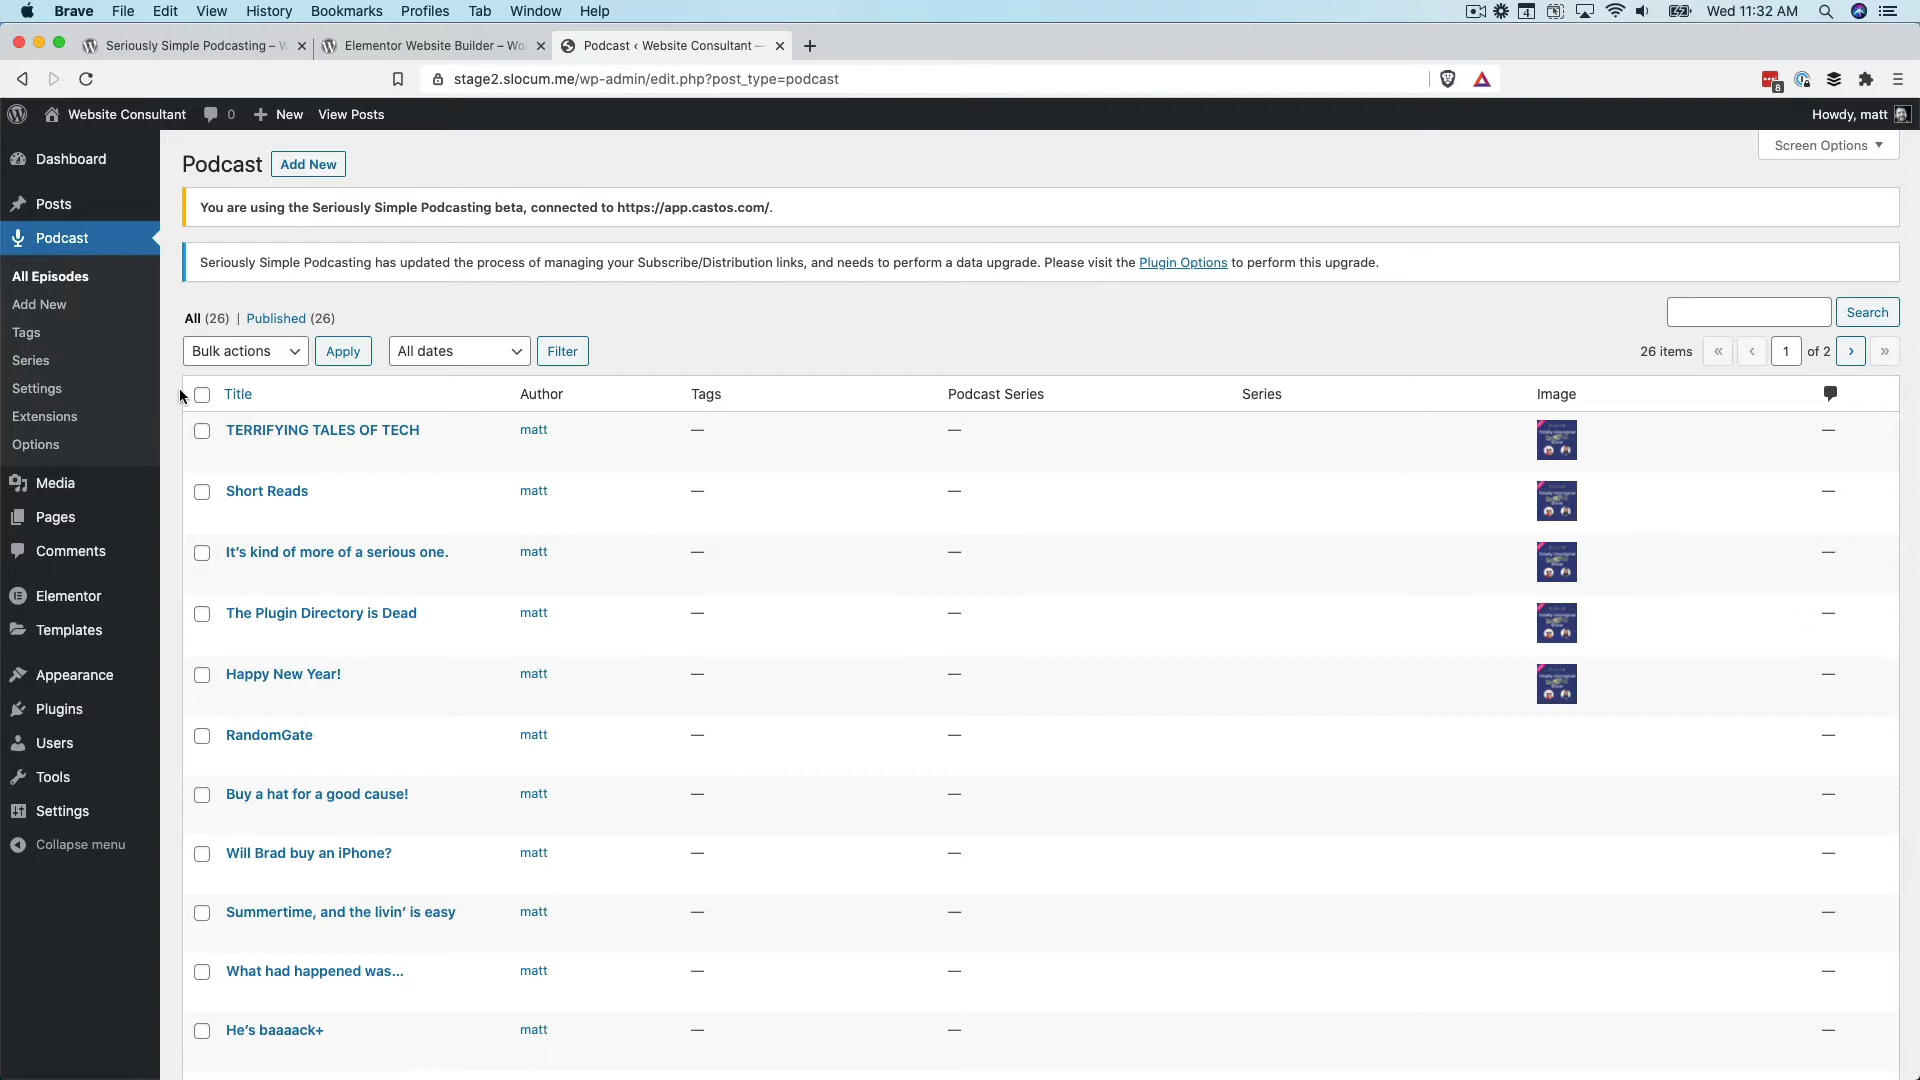 Brave File Edit View History Bookmarks Profiles Tab Window Help
4 Wed 11:32 AM
Seriously Simple Podcasting – W Elementor Website Builder – Wo Podcast ‹ Website Consultant —
stage2.slocum.me/wp-admin/edit.php?post_type=podcast 8
Website Consultant 0 New View Posts Howdy, matt
Dashboard
Posts
Podcast
All Episodes
Add New
Tags
Series
Settings
Extensions
Options
Media
Pages
Comments
Elementor
Templates
Appearance
Plugins
Users
Tools
Settings
Collapse menu
Screen Options
Podcast Add New
You are using the Seriously Simple Podcasting beta, connected to https://app.castos.com/.
Seriously Simple Podcasting has updated the process of managing your Subscribe/Distribution links, and needs to perform a data upgrade. Please visit the Plugin Options to perform this upgrade.
All (26) | Published (26) Search
Bulk actions Apply All dates Filter 26 items « ‹ 1 of 2 › »
Title Author Tags Podcast Series Series Image
TERRIFYING TALES OF TECH matt — — —
Short Reads matt — — —
It’s kind of more of a serious one. matt — — —
The Plugin Directory is Dead matt — — —
Happy New Year! matt — — —
RandomGate matt — — —
Buy a hat for a good cause! matt — — —
Will Brad buy an iPhone? matt — — —
Summertime, and the livin’ is easy matt — — —
What had happened was... matt — — —
He’s baaaack+ matt — — —